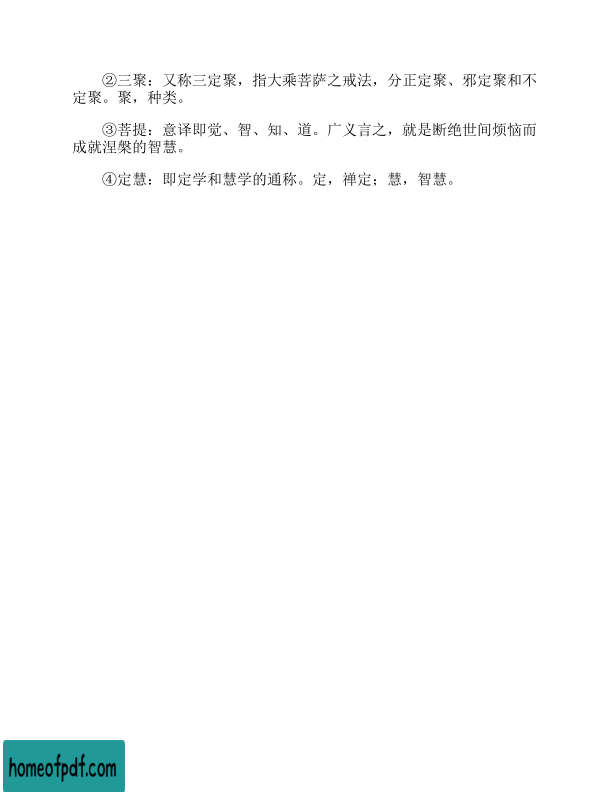 ②三聚：又称三定聚，指大乘菩萨之戒法，分正定聚、邪定聚和不
定聚。聚，种类。
③菩提：意译即觉、智、知、道。广义言之，就是断绝世间烦恼而
成就涅槃的智慧。
④定慧：即定学和慧学的通称。定，禅定；慧，智慧。
homeofpdf.com